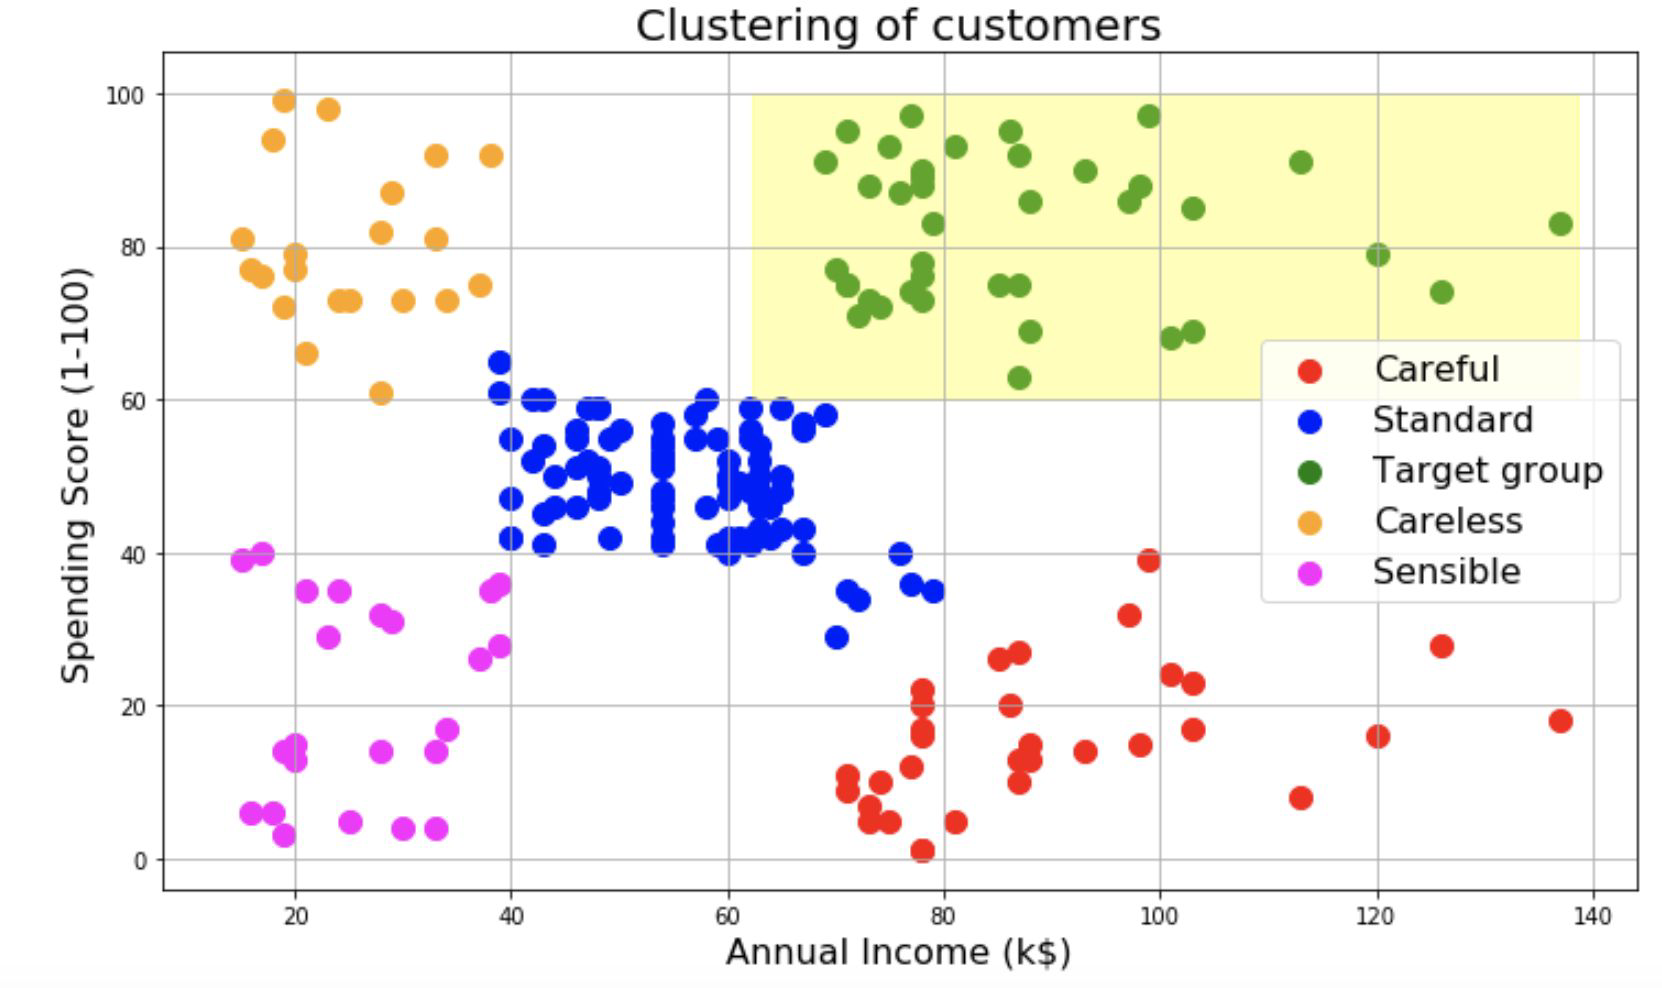 Clustering of customers
100
80
60
40
20
0
Spending Score (1-100)
Careful
Standard
Target group
Careless
Sensible
20 40 60 80 100 120 140
Annual Income (k$)